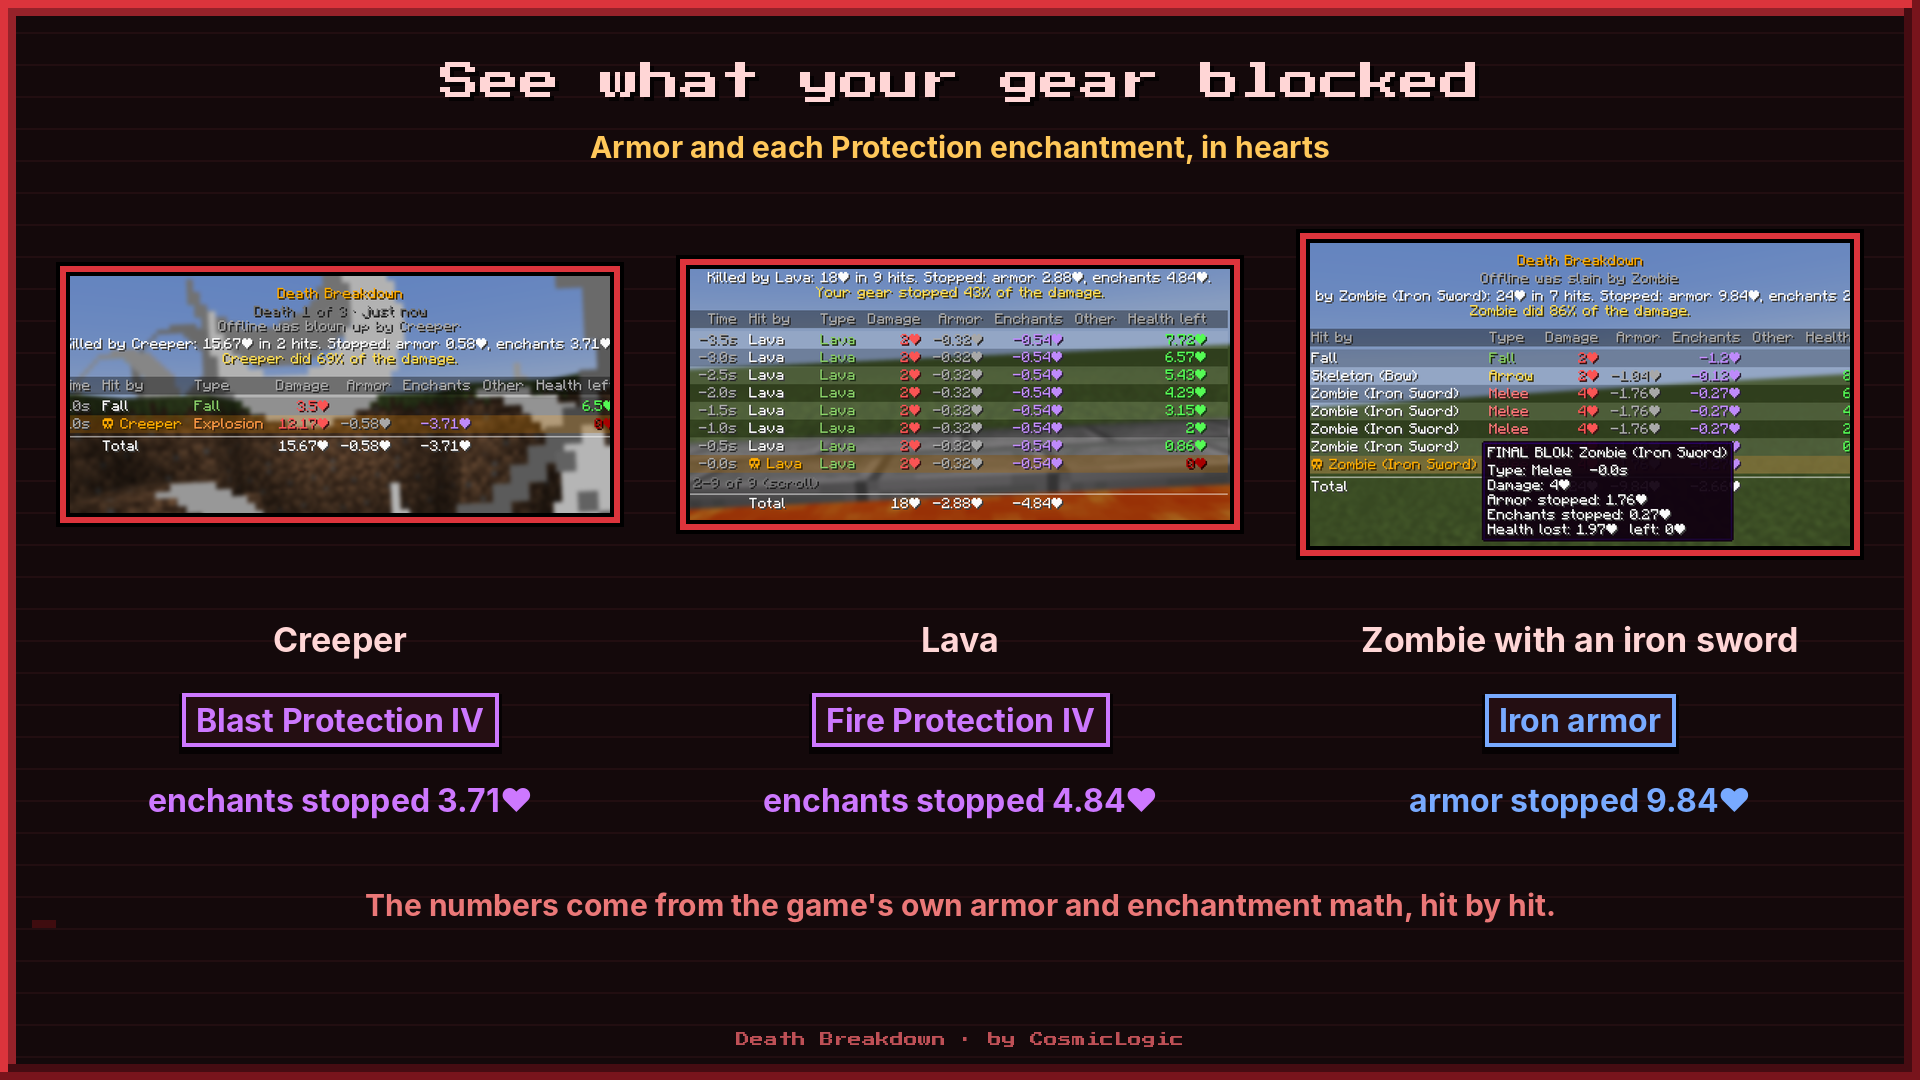 See what your gear blocked
Armor and each Protection enchantment, in hearts
Death Breakdown
Death 1 of 3 · just now
Offline was blown up by Creeper
illed by Creeper: 15.67♥ in 2 hits. Stopped: armor 0.58♥, enchants 3.71♥
Creeper did 69% of the damage.
ime Hit by Type Damage Armor Enchants Other Health lef
.0s Fall Fall 3.5♥ 6.5♥
.0s Creeper Explosion 12.17♥ -0.58♥ -3.71♥ 0♥
Total 15.67♥ -0.58♥ -3.71♥
Killed by Lava: 18♥ in 9 hits. Stopped: armor 2.88♥, enchants 4.84♥.
Your gear stopped 43% of the damage.
Time Hit by Type Damage Armor Enchants Other Health left
-3.5s Lava Lava 2♥ -0.32♥ -0.54♥ 7.72♥
-3.0s Lava Lava 2♥ -0.32♥ -0.54♥ 6.57♥
-2.5s Lava Lava 2♥ -0.32♥ -0.54♥ 5.43♥
-2.0s Lava Lava 2♥ -0.32♥ -0.54♥ 4.29♥
-1.5s Lava Lava 2♥ -0.32♥ -0.54♥ 3.15♥
-1.0s Lava Lava 2♥ -0.32♥ -0.54♥ 2♥
-0.5s Lava Lava 2♥ -0.32♥ -0.54♥ 0.86♥
-0.0s Lava Lava 2♥ -0.32♥ -0.54♥ 0♥
2-9 of 9 (scroll)
Total 18♥ -2.88♥ -4.84♥
Death Breakdown
Offline was slain by Zombie
by Zombie (Iron Sword): 24♥ in 7 hits. Stopped: armor 9.84♥, enchants 2
Zombie did 86% of the damage.
Hit by Type Damage Armor Enchants Other Health
Fall Fall 2♥ -1.2♥
Skeleton (Bow) Arrow 2♥ -1.04♥ -0.12♥ 8
Zombie (Iron Sword) Melee 4♥ -1.76♥ -0.27♥ 6
Zombie (Iron Sword) Melee 4♥ -1.76♥ -0.27♥ 4
Zombie (Iron Sword) Melee 4♥ -1.76♥ -0.27♥ 2
Zombie (Iron Sword) 0
Zombie (Iron Sword)
Total
FINAL BLOW: Zombie (Iron Sword)
Type: Melee -0.0s
Damage: 4♥
Armor stopped: 1.76♥
Enchants stopped: 0.27♥
Health lost: 1.97♥ left: 0♥
Creeper
Lava
Zombie with an iron sword
Blast Protection IV
Fire Protection IV
Iron armor
enchants stopped 3.71♥
enchants stopped 4.84♥
armor stopped 9.84♥
The numbers come from the game's own armor and enchantment math, hit by hit.
Death Breakdown · by CosmicLogic